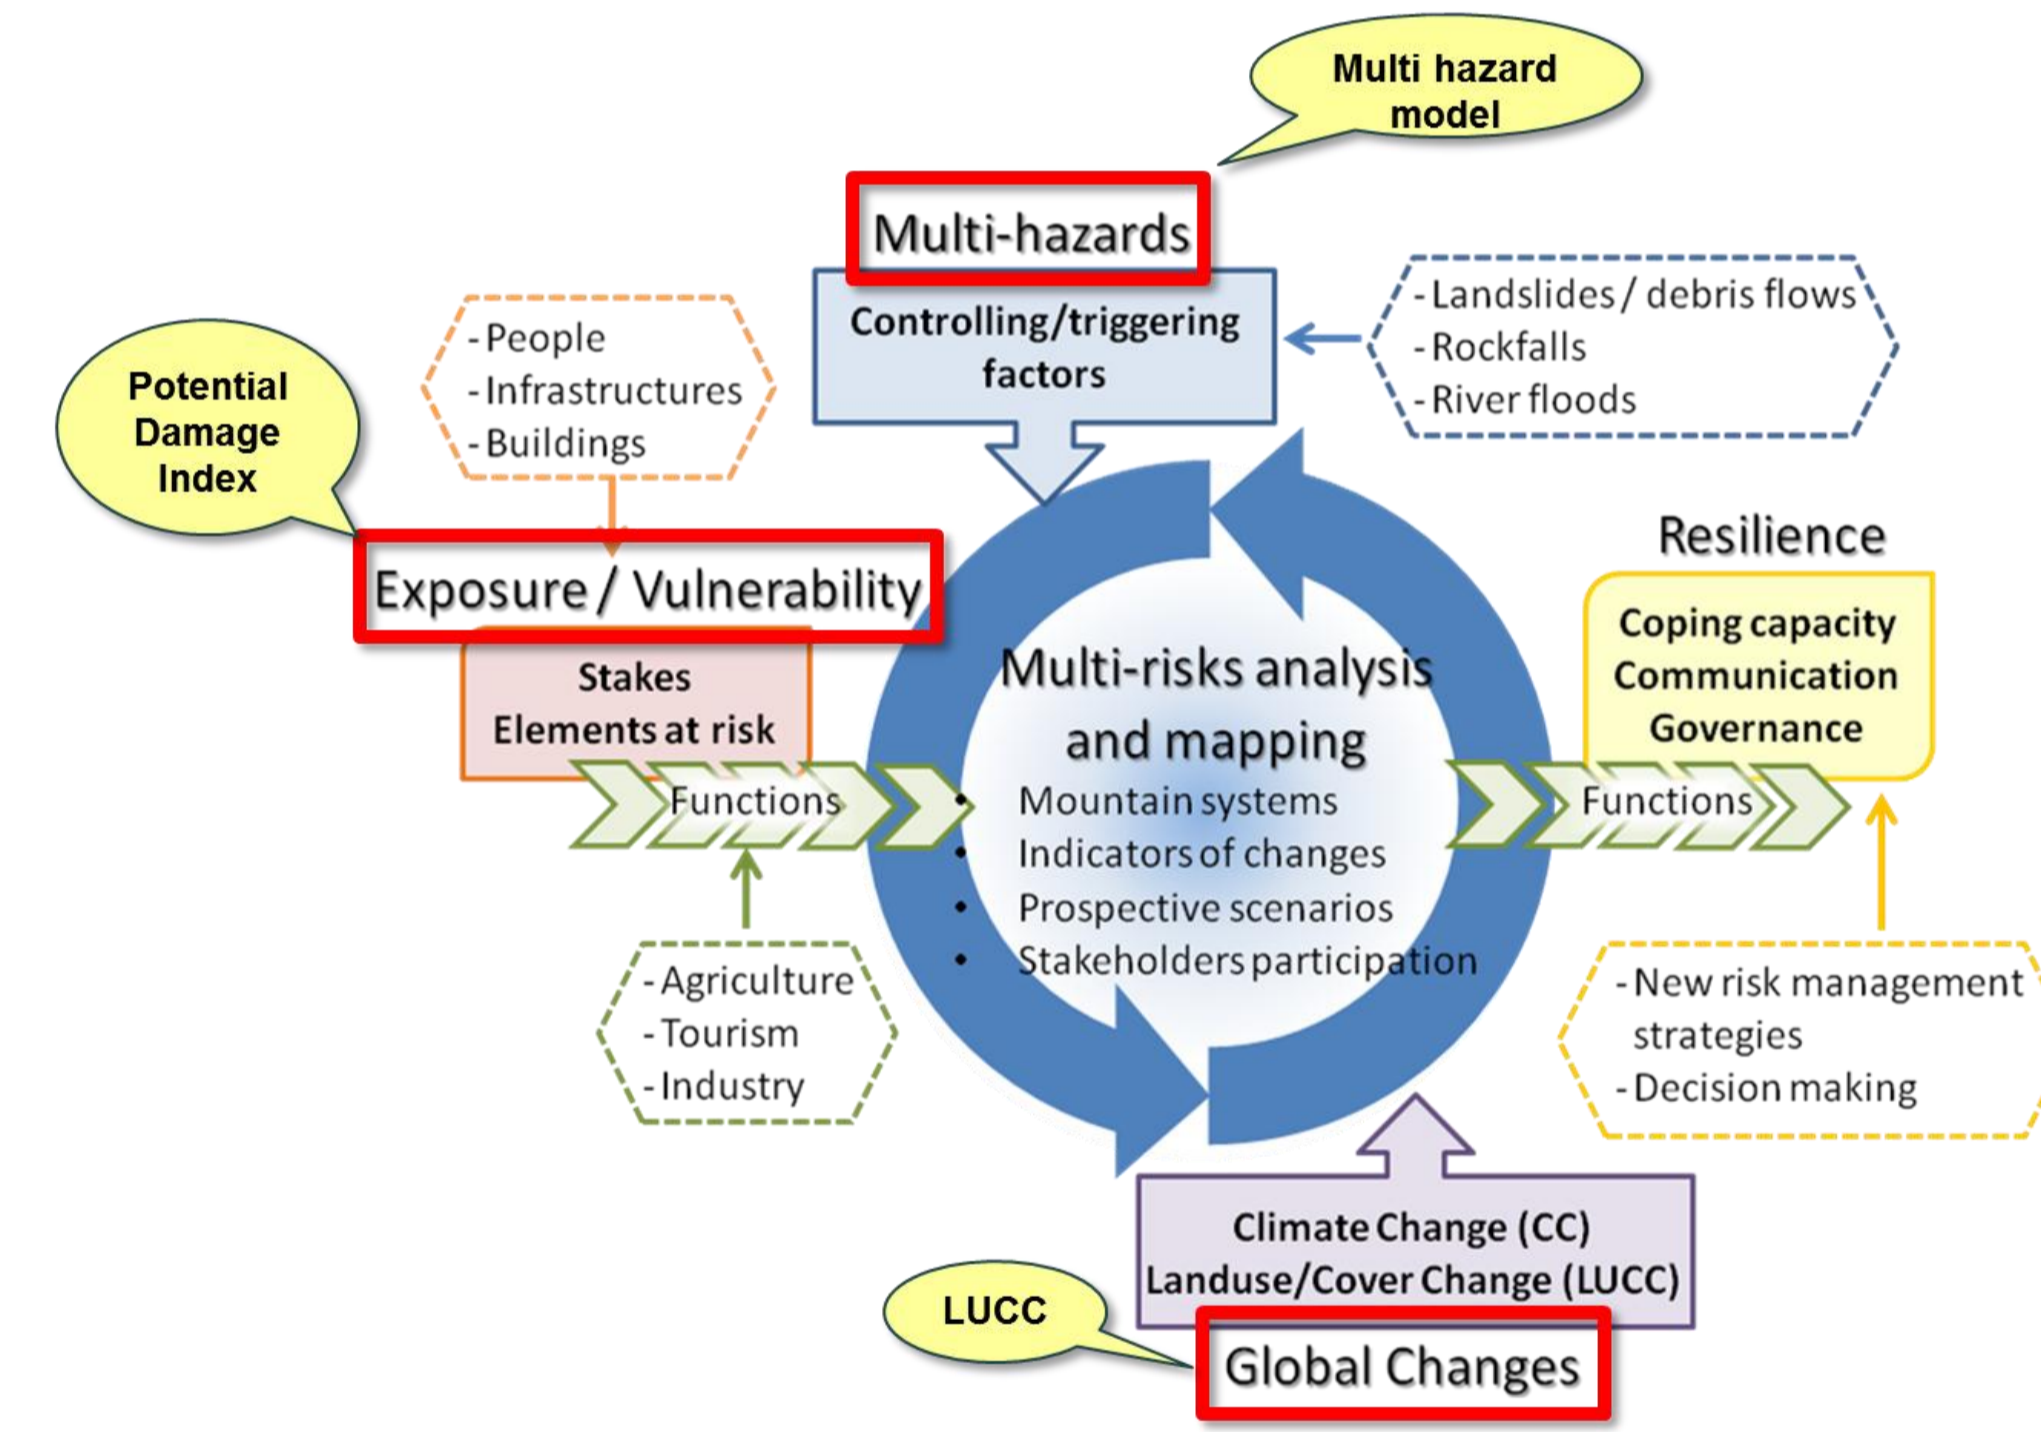 Multi hazard
model
Multi-hazards
Controlling/triggering
factors
- Landslides / debris flows
- Rockfalls
- River floods
- People
- Infrastructures
- Buildings
Potential
Damage
Index
Exposure / Vulnerability
Stakes
Elements at risk
Functions
- Agriculture
- Tourism
- Industry
Multi-risks analysis
and mapping
• Mountain systems
• Indicators of changes
• Prospective scenarios
• Stakeholders participation
Resilience
Coping capacity
Communication
Governance
Functions
- New risk management
strategies
- Decision making
Climate Change (CC)
Landuse/Cover Change (LUCC)
LUCC
Global Changes